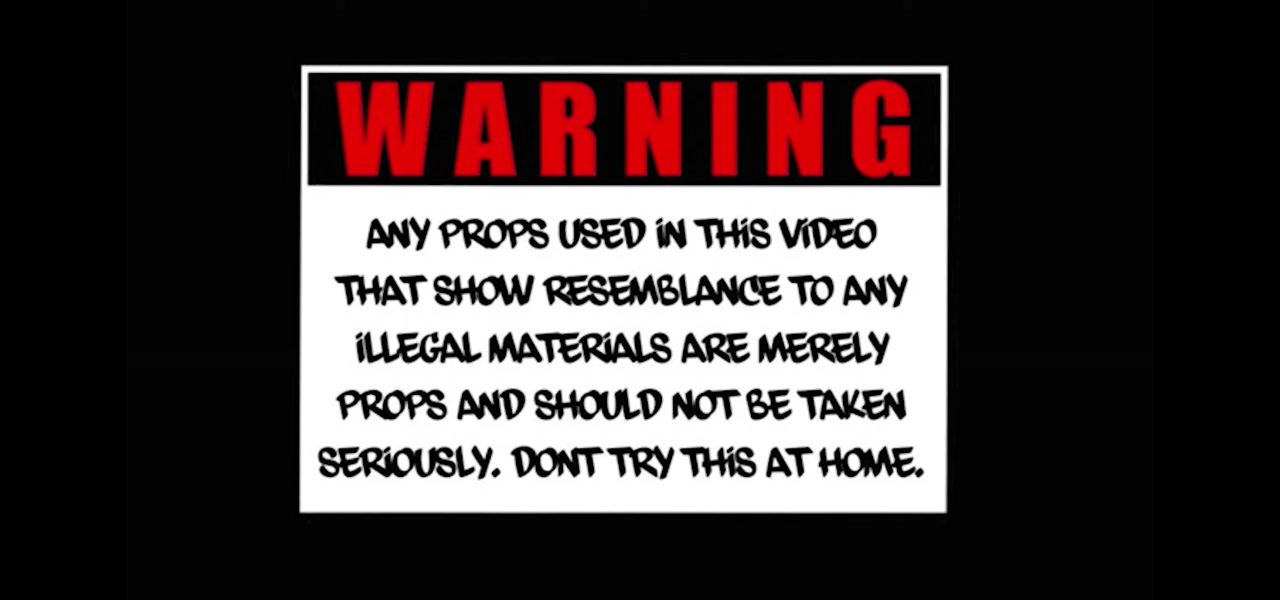 WARNING
ANY PROPS USED iN THiS ViDEO
THAT SHOW RESEMBLANCE TO ANY
iLLEGAL MATERiALS ARE MERELY
PROPS AND SHOULD NOT BE TAKEN
SERiOUSLY. DONT TRY THiS AT HOME.